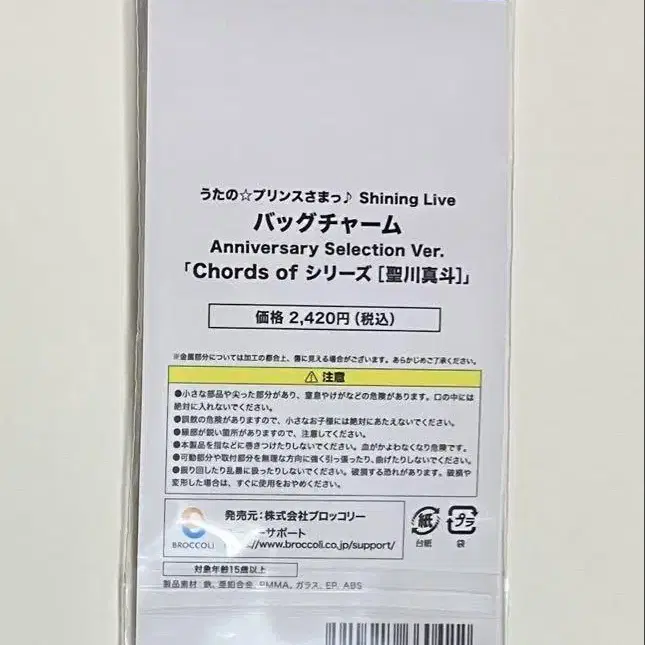 うたの☆プリンスさまっ♪ Shining Live
バッグチャーム
Anniversary Selection Ver.
「Chords of シリーズ［聖川真斗］」
価格 2,420円（税込）
※金属部分については加工の都合上、傷に見える場合がございます。あらかじめご了承ください。
⚠ 注意
●小さな部品や尖った部分があり、窒息やけがなどの危険があります。口の中には
絶対に入れないでください。
●誤飲の危険がありますので、小さなお子様には絶対にあたえないでください。
●縁部が鋭い箇所がありますので、注意してください。
●本製品を指などに巻きつけたりしないでください。血がかよわなくなり危険です。
●可動部分や取付部分を無理な方向に強く引っ張ったり、曲げたりしないでください。
●振り回したり乱暴に扱ったりしないでください。破損する恐れがあります。破損や
変形した場合は、すぐに使用をおやめください。
BROCCOLI
発売元：株式会社ブロッコリー
ーサポート
//www.broccoli.co.jp/support/
紙
台紙
プラ
袋
対象年齢15歳以上
製品素材：鉄、亜鉛合金、PMMA、ガラス、EP、ABS